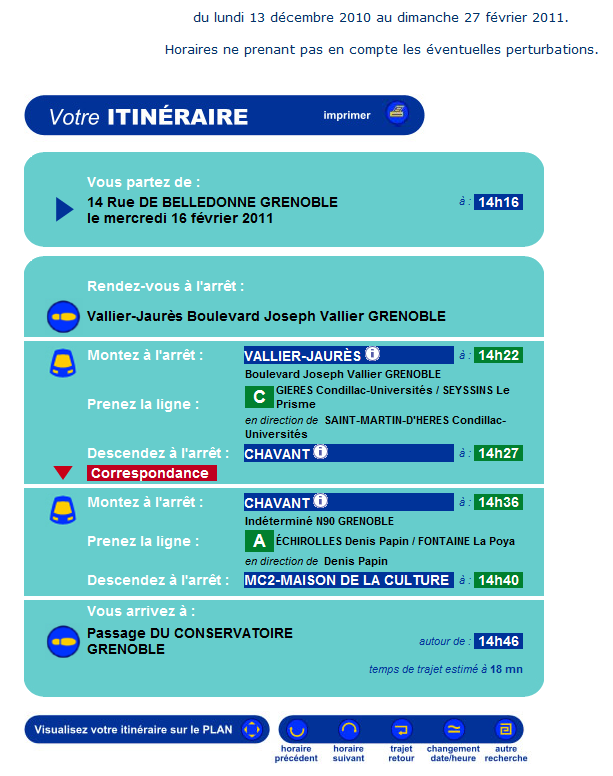 du lundi 13 décembre 2010 au dimanche 27 février 2011.
Horaires ne prenant pas en compte les éventuelles perturbations.
Votre ITINÉRAIRE
imprimer
Vous partez de :
14 Rue DE BELLEDONNE GRENOBLE
à : 14h16
le mercredi 16 février 2011
Rendez-vous à l'arrêt :
Vallier-Jaurès Boulevard Joseph Vallier GRENOBLE
Montez à l'arrêt : VALLIER-JAURÈS i à : 14h22
Boulevard Joseph Vallier GRENOBLE
Prenez la ligne : C GIERES Condillac-Universités / SEYSSINS Le
Prisme
en direction de SAINT-MARTIN-D'HERES Condillac-
Universités
Descendez à l'arrêt : CHAVANT i à : 14h27
Correspondance
Montez à l'arrêt : CHAVANT i à : 14h36
Indéterminé N90 GRENOBLE
Prenez la ligne : A ÉCHIROLLES Denis Papin / FONTAINE La Poya
en direction de Denis Papin
Descendez à l'arrêt : MC2-MAISON DE LA CULTURE à : 14h40
Vous arrivez à :
Passage DU CONSERVATOIRE
GRENOBLE
autour de : 14h46
temps de trajet estimé à 18 mn
Visualisez votre itinéraire sur le PLAN
horaire
précédent
horaire
suivant
trajet
retour
changement
date/heure
autre
recherche